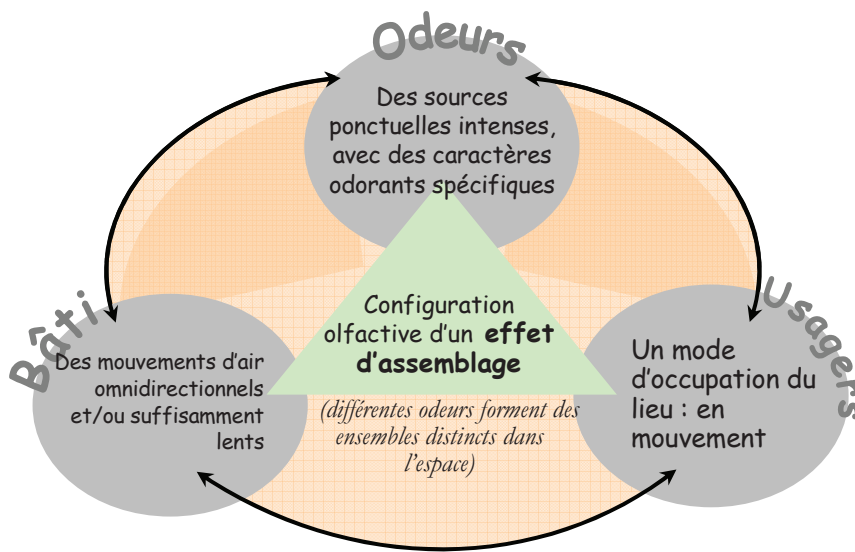 Odeurs
Des sources
ponctuelles intenses,
avec des caractères
odorants spécifiques
Configuration
olfactive d'un effet
d'assemblage
(différentes odeurs forment des
ensembles distincts dans
l'espace)
Bâti
Des mouvements d'air
omnidirectionnels
et/ou suffisamment
lents
Usagers
Un mode
d'occupation du
lieu : en
mouvement